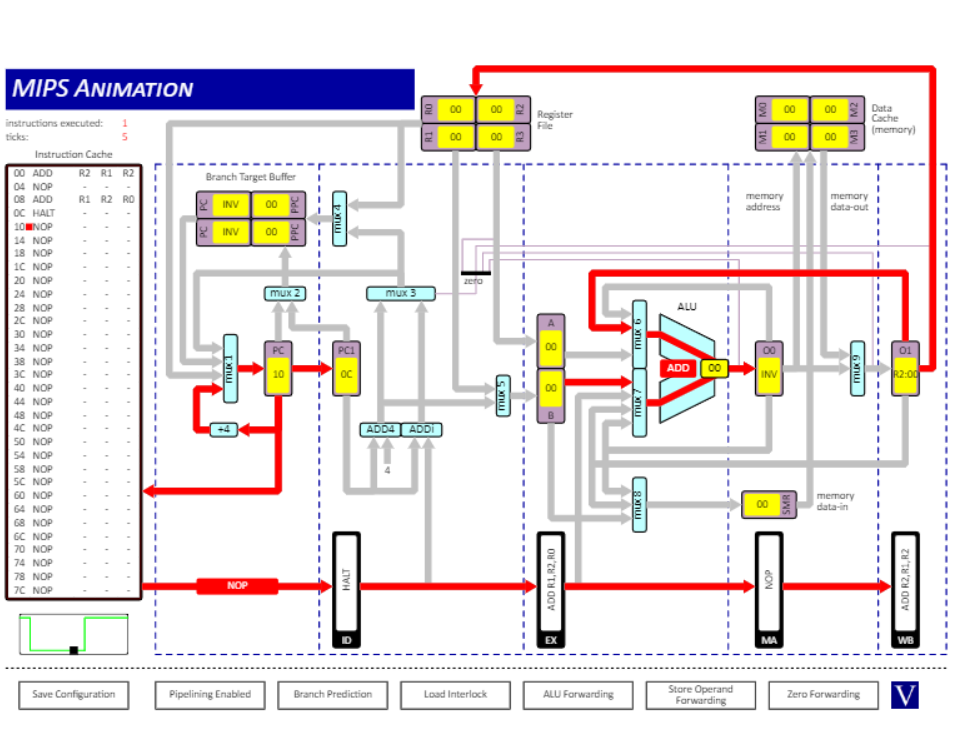 MIPS ANIMATION
instructions executed: 1
ticks: 5
Instruction Cache
00 ADD R2 R1 R2
04 NOP - - -
08 ADD R1 R2 R0
0C HALT - - -
10 NOP - - -
14 NOP - - -
18 NOP - - -
1C NOP - - -
20 NOP - - -
24 NOP - - -
28 NOP - - -
2C NOP - - -
30 NOP - - -
34 NOP - - -
38 NOP - - -
3C NOP - - -
40 NOP - - -
44 NOP - - -
48 NOP - - -
4C NOP - - -
50 NOP - - -
54 NOP - - -
58 NOP - - -
5C NOP - - -
60 NOP - - -
64 NOP - - -
68 NOP - - -
6C NOP - - -
70 NOP - - -
74 NOP - - -
78 NOP - - -
7C NOP - - -
R0 00 00 R2
R1 00 00 R3
Register
File
M0 00 00 M2
M1 00 00 M3
Data
Cache
(memory)
Branch Target Buffer
PC INV 00 PPC
PC INV 00 PPC
mux 4
memory
address
memory
data-out
zero
mux 2
mux 3
mux 1
PC
10
PC1
0C
+4
ADD4
ADDi
4
mux 5
A
00
00
B
mux 6
mux 7
ALU
ADD
00
O0
INV
mux 9
O1
R2:00
mux 8
00 SMR
memory
data-in
NOP
HALT
ID
ADD R1,R2,R0
EX
NOP
MA
ADD R2,R1,R2
WB
Save Configuration
Pipelining Enabled
Branch Prediction
Load Interlock
ALU Forwarding
Store Operand
Forwarding
Zero Forwarding
V